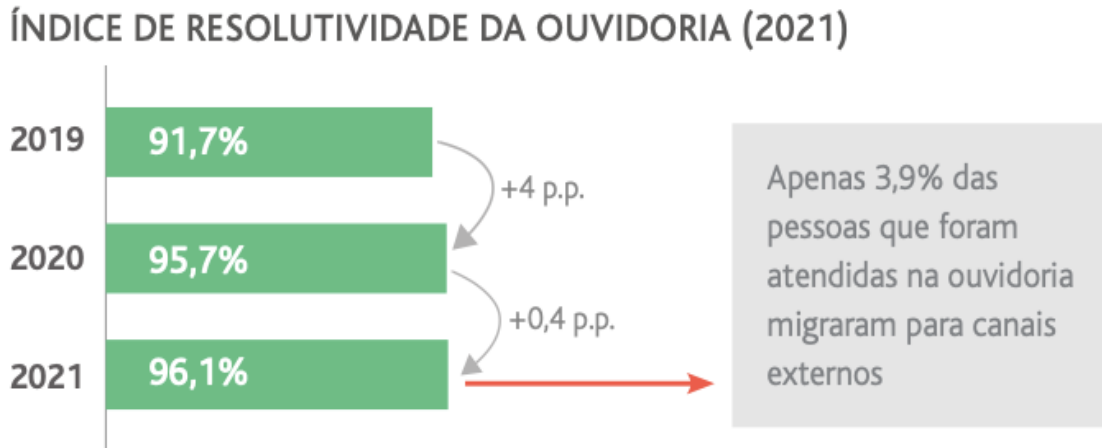 ÍNDICE DE RESOLUTIVIDADE DA OUVIDORIA (2021)
2019
91,7%
+4 p.p.
2020
95,7%
+0,4 p.p.
2021
96,1%
Apenas 3,9% das
pessoas que foram
atendidas na ouvidoria
migraram para canais
externos